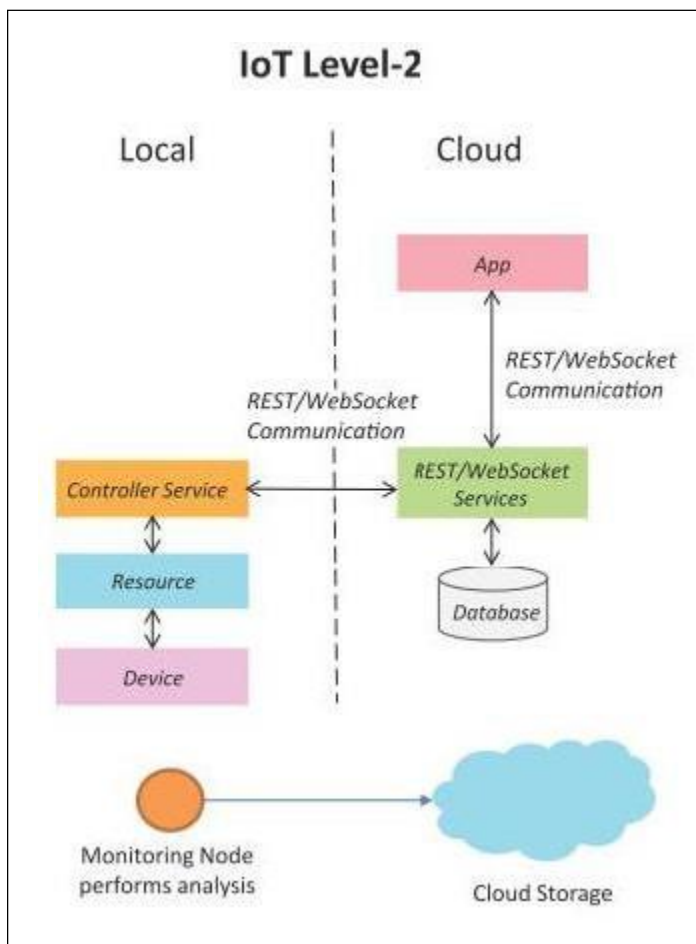 IoT Level-2
Local
Cloud
App
REST/WebSocket
Communication
REST/WebSocket
Communication
Controller Service
REST/WebSocket
Services
Resource
Database
Device
Monitoring Node
performs analysis
Cloud Storage